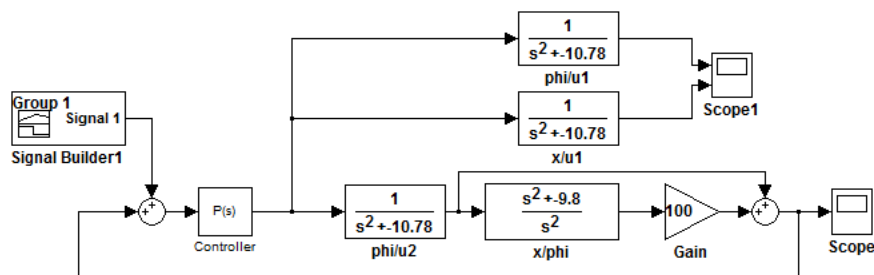 1
s² +-10.78
phi/u1
Scope1
Group 1
Signal 1
Signal Builder1
1
s² +-10.78
x/u1
++
P(s)
Controller
1
s² +-10.78
phi/u2
s² +-9.8
s²
x/phi
100
Gain
++
Scope